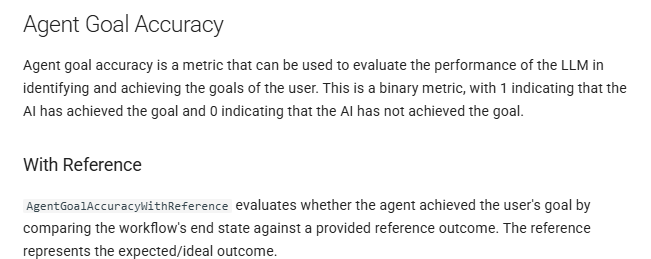 Agent Goal Accuracy
Agent goal accuracy is a metric that can be used to evaluate the performance of the LLM in
identifying and achieving the goals of the user. This is a binary metric, with 1 indicating that the
AI has achieved the goal and 0 indicating that the AI has not achieved the goal.
With Reference
AgentGoalAccuracyWithReference evaluates whether the agent achieved the user's goal by
comparing the workflow's end state against a provided reference outcome. The reference
represents the expected/ideal outcome.